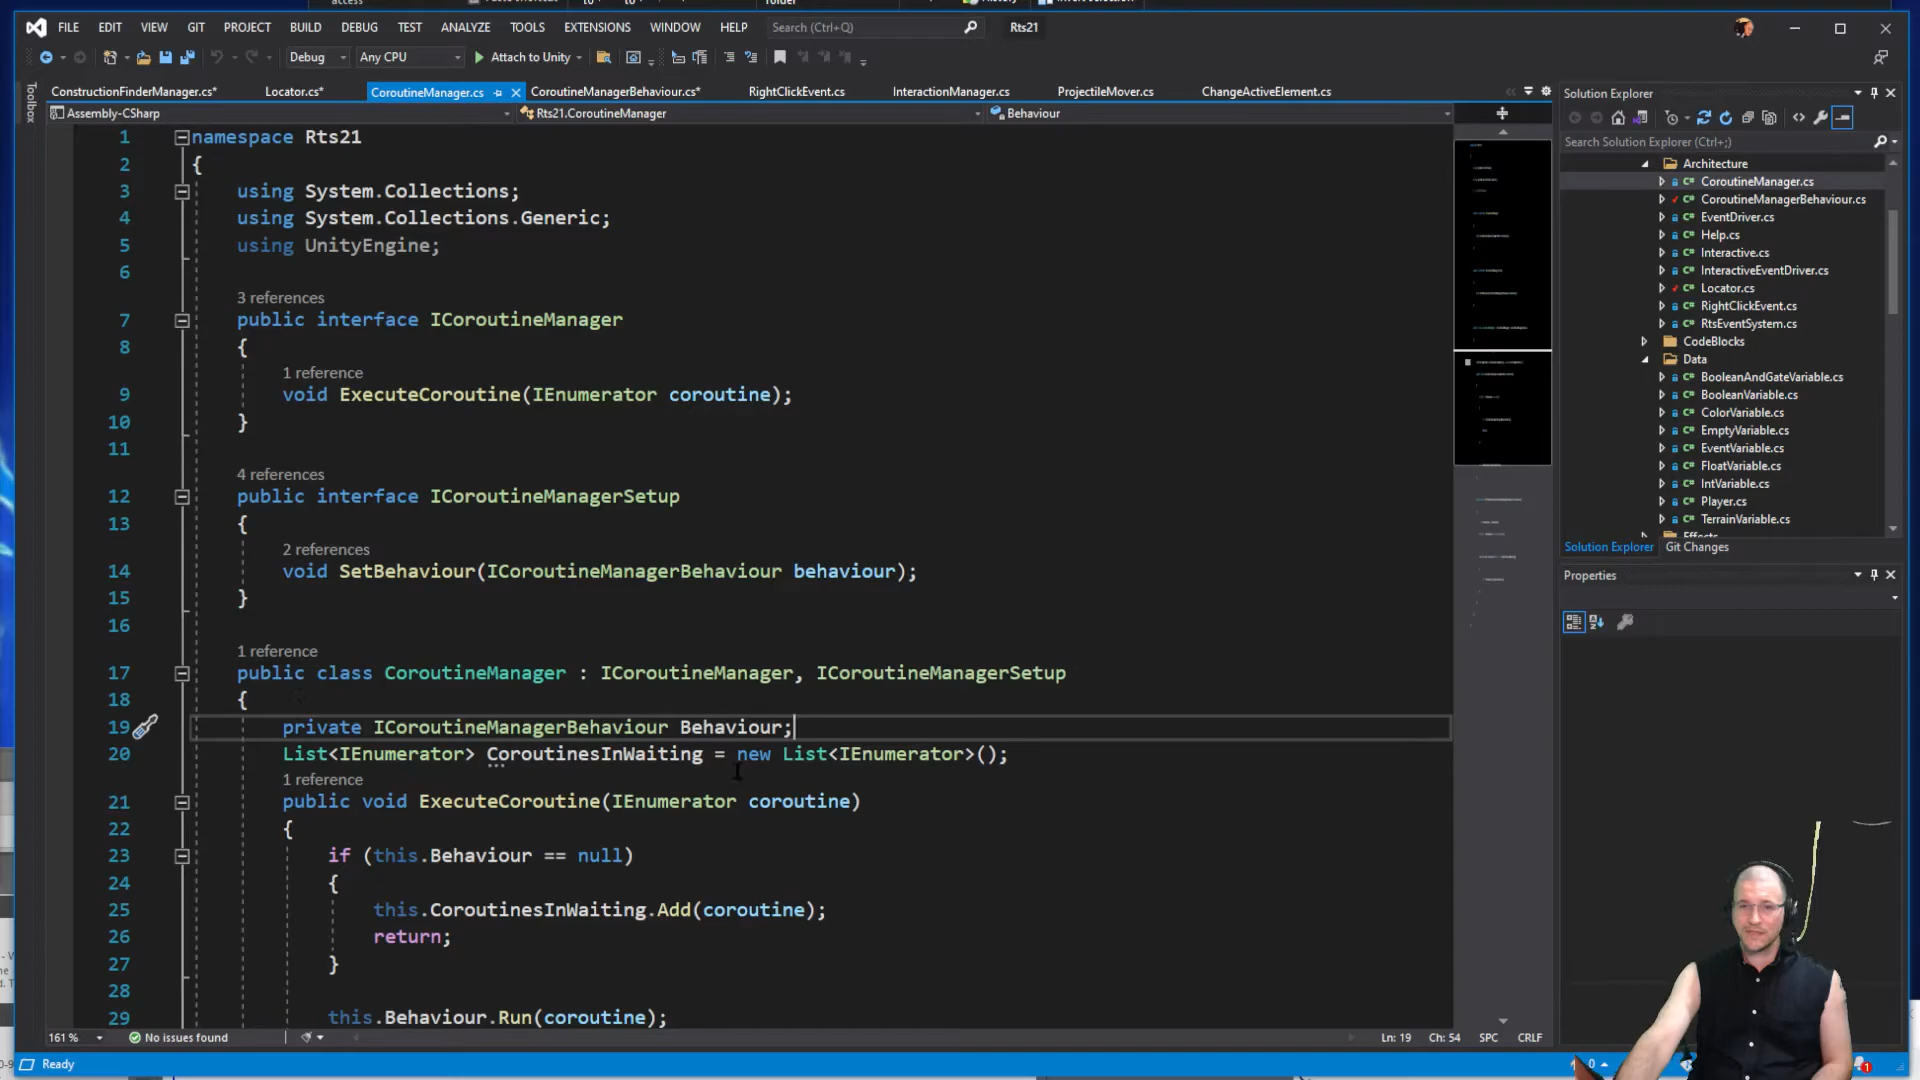 access
folder
FILE EDIT VIEW GIT PROJECT BUILD DEBUG TEST ANALYZE TOOLS EXTENSIONS WINDOW HELP Search (Ctrl+Q) Rts21
Debug Any CPU Attach to Unity
Toolbox
ConstructionFinderManager.cs* Locator.cs* CoroutineManager.cs CoroutineManagerBehaviour.cs* RightClickEvent.cs InteractionManager.cs ProjectileMover.cs ChangeActiveElement.cs
Assembly-CSharp Rts21.CoroutineManager Behaviour
1 namespace Rts21
2 {
3 using System.Collections;
4 using System.Collections.Generic;
5 using UnityEngine;
6
3 references
7 public interface ICoroutineManager
8 {
1 reference
9 void ExecuteCoroutine(IEnumerator coroutine);
10 }
11
4 references
12 public interface ICoroutineManagerSetup
13 {
2 references
14 void SetBehaviour(ICoroutineManagerBehaviour behaviour);
15 }
16
1 reference
17 public class CoroutineManager : ICoroutineManager, ICoroutineManagerSetup
18 {
19 private ICoroutineManagerBehaviour Behaviour;
20 List<IEnumerator> CoroutinesInWaiting = new List<IEnumerator>();
1 reference
21 public void ExecuteCoroutine(IEnumerator coroutine)
22 {
23 if (this.Behaviour == null)
24 {
25 this.CoroutinesInWaiting.Add(coroutine);
26 return;
27 }
28
29 this.Behaviour.Run(coroutine);
161 % No issues found Ln: 19 Ch: 54 SPC CRLF
Ready
Solution Explorer
Search Solution Explorer (Ctrl+;)
Architecture
C# CoroutineManager.cs
C# CoroutineManagerBehaviour.cs
C# EventDriver.cs
C# Help.cs
C# Interactive.cs
C# InteractiveEventDriver.cs
C# Locator.cs
C# RightClickEvent.cs
C# RtsEventSystem.cs
CodeBlocks
Data
C# BooleanAndGateVariable.cs
C# BooleanVariable.cs
C# ColorVariable.cs
C# EmptyVariable.cs
C# EventVariable.cs
C# FloatVariable.cs
C# IntVariable.cs
C# Player.cs
C# TerrainVariable.cs
Effects
Solution Explorer Git Changes
Properties
0
1